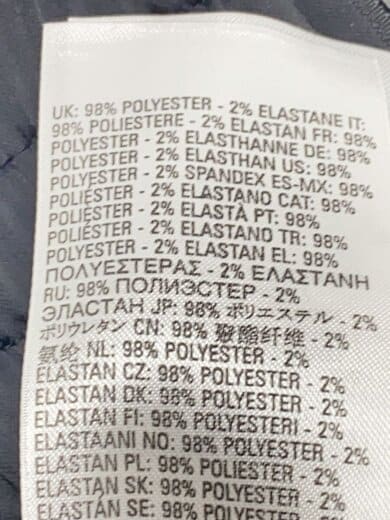 UK: 98% POLYESTER - 2% ELASTANE IT:
98% POLIESTERE - 2% ELASTAN FR: 98%
POLYESTER - 2% ELASTHANNE DE: 98%
POLYESTER - 2% ELASTHAN US: 98%
POLYESTER - 2% SPANDEX ES-MX: 98%
POLIÉSTER - 2% ELASTANO CAT: 98%
POLIÈSTER - 2% ELASTÀ PT: 98%
POLIÉSTER - 2% ELASTANO TR: 98%
POLYESTER - 2% ELASTAN EL: 98%
ΠΟΛΥΕΣΤΕΡΑΣ - 2% ΕΛΑΣΤΑΝΗ
RU: 98% ПОЛИЭСТЕР - 2%
ЭЛАСТАН JP: 98% ポリエステル - 2%
ポリウレタン CN: 98% 聚酯纤维 - 2%
氨纶 NL: 98% POLYESTER - 2%
ELASTAN CZ: 98% POLYESTER - 2%
ELASTAN DK: 98% POLYESTER - 2%
ELASTAN FI: 98% POLYESTERI - 2%
ELASTAANI NO: 98% POLYESTER - 2%
ELASTAN PL: 98% POLIESTER - 2%
ELASTAN SK: 98% POLYESTER - 2%
ELASTAN SE: 98% POLYESTER - 2%